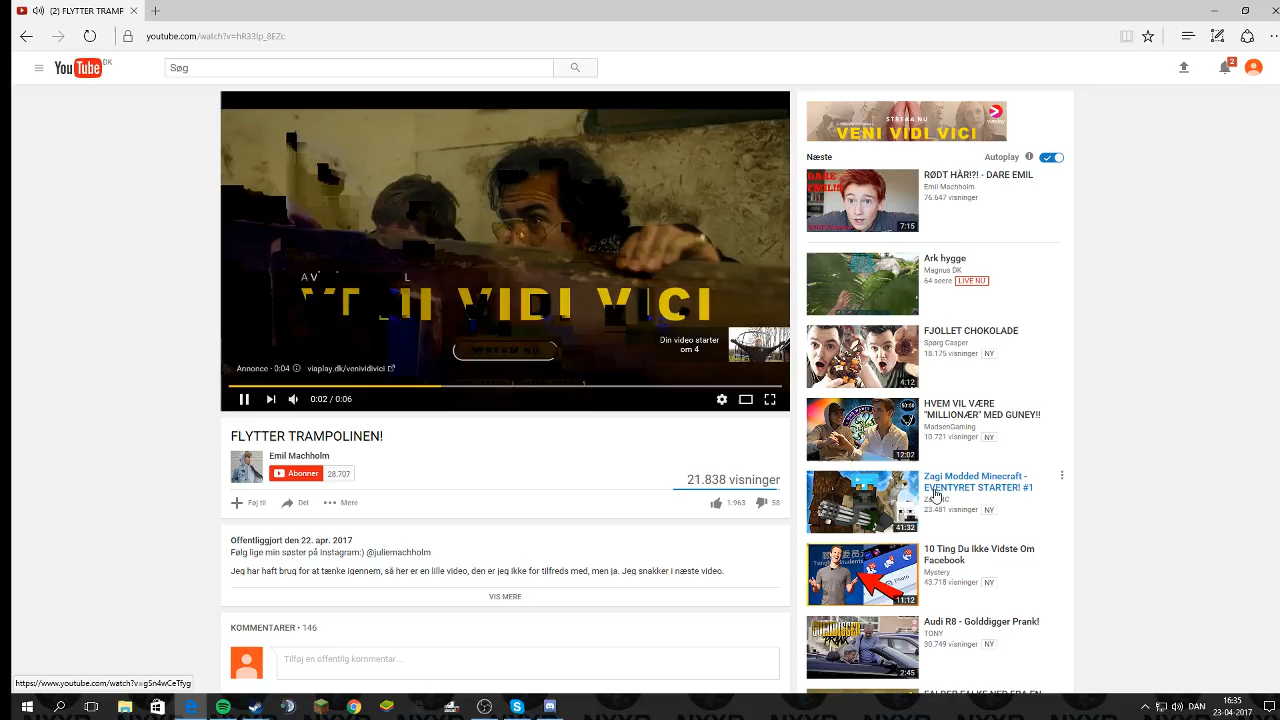 (2) FLYTTER TRAMP
youtube.com/watch?v=hR33lp_8EZc
YouTube DK
Søg
2
STREAM NU
VENI VIDI VICI
viaplay
Næste
Autoplay
RØDT HÅR!?! - DARE EMIL
Emil Machholm
76.647 visninger
DARE
EMIL
7:15
Ark hygge
Magnus DK
64 seere LIVE NU
FJOLLET CHOKOLADE
Spørg Casper
18.175 visninger NY
4:12
HVEM VIL VÆRE
"MILLIONÆR" MED GUNEY!!
MadsenGaming
10.721 visninger NY
12:02
Zagi Modded Minecraft -
EVENTYRET STARTER! #1
23.481 visninger NY
41:32
10 Ting Du Ikke Vidste Om
Facebook
Mystery
43.718 visninger NY
11:12
Audi R8 - Golddigger Prank!
TONY
30.749 visninger NY
GOLDDIGGER
PRANK
2:45
VENI VIDI VICI
STREAM NU
Din video starter
om 4
Annonce · 0:04
viaplay.dk/venividivici
0:02 / 0:06
FLYTTER TRAMPOLINEN!
Emil Machholm
Abonner 28.707
21.838 visninger
Føj til Del Mere
1.963 58
Offentliggjort den 22. apr. 2017
Følg lige min søster på Instagram:) @juliemachholm
Jeg har haft brug for at tænke igennem, så her er en lille video, den er jeg ikke for tilfreds med, men ja. Jeg snakker i næste video.
VIS MERE
KOMMENTARER • 146
Tilføj en offentlig kommentar...
DAN
16:35
23-04-2017